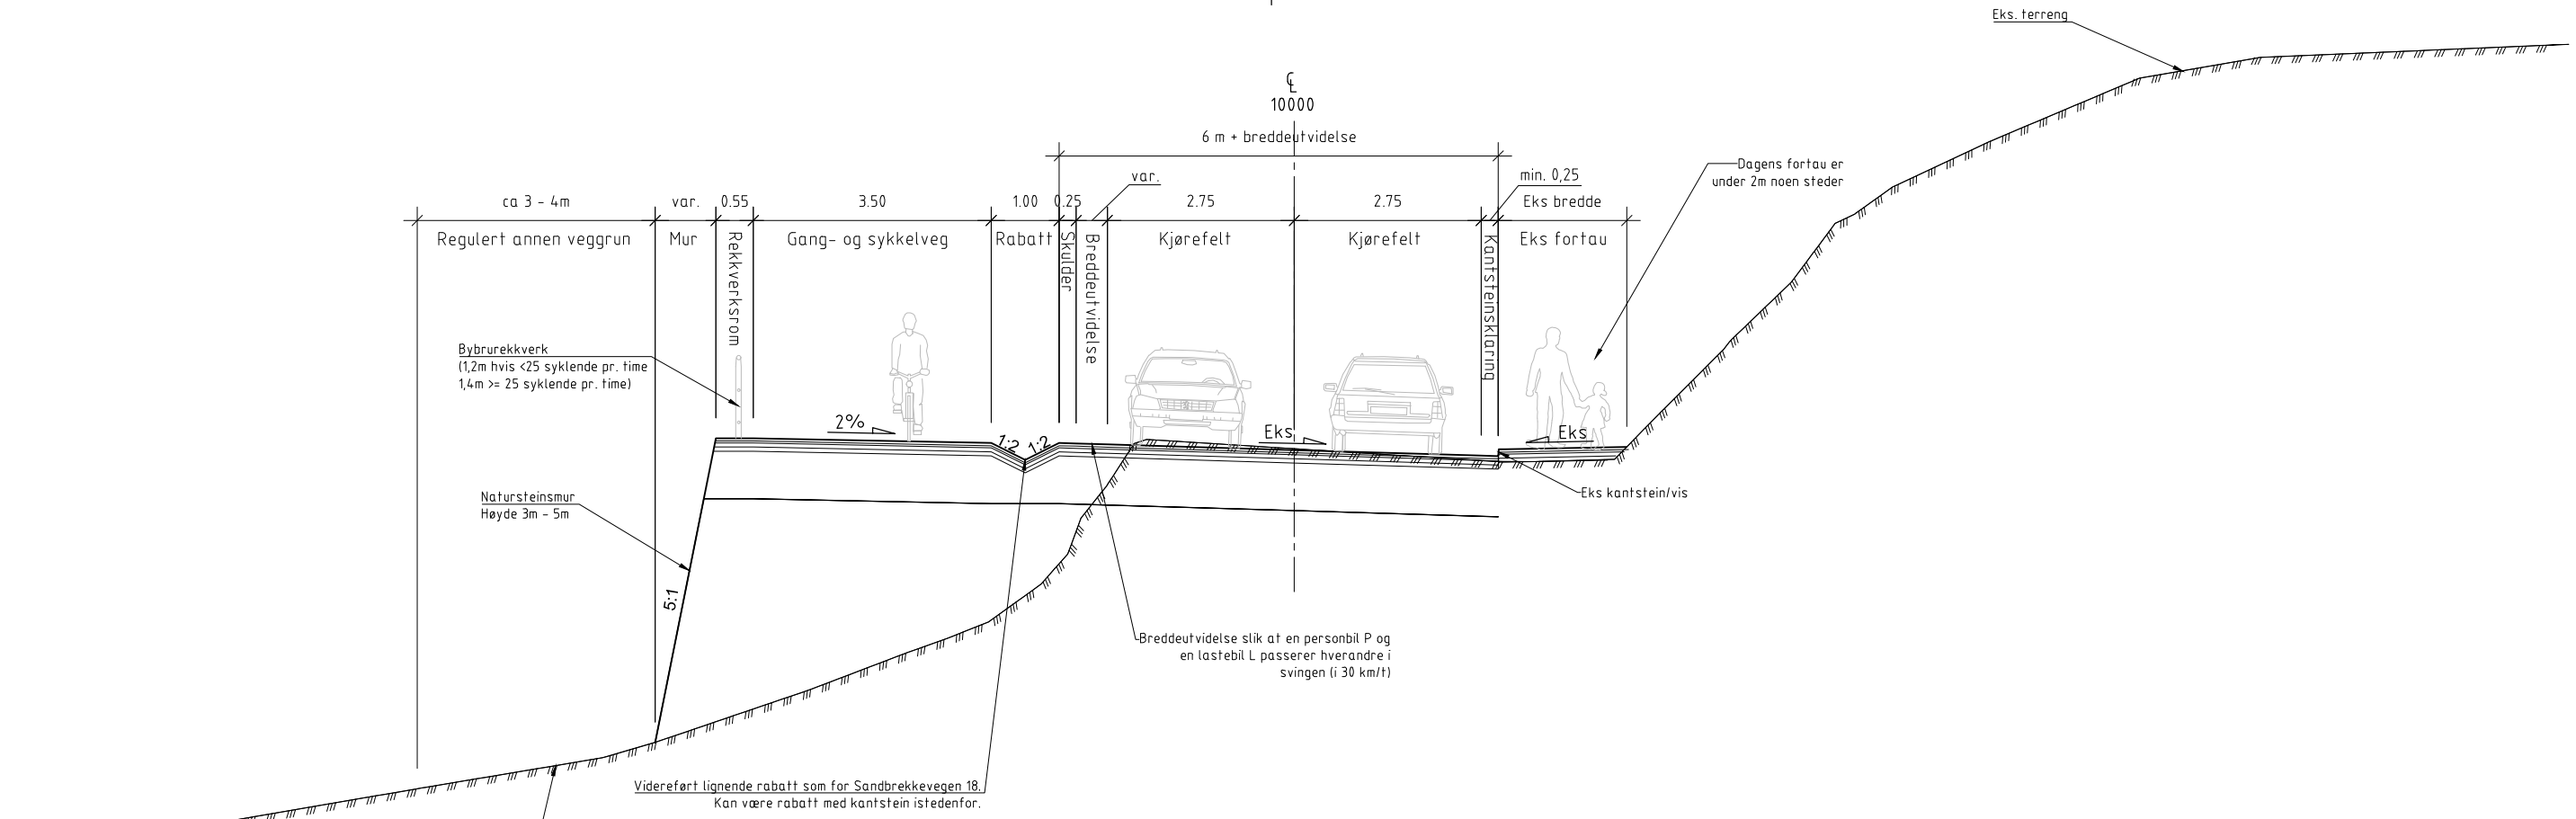 Eks. terreng
℄
10000
6 m + breddeutvidelse
Dagens fortau er
under 2m noen steder
var.
min. 0,25
ca 3 - 4m
var.
0.55
3.50
1.00
0.25
2.75
2.75
Eks bredde
Regulert annen veggrun
Mur
Rekkverksrom
Gang- og sykkelveg
Rabatt
Skulder
Breddeutvidelse
Kjørefelt
Kjørefelt
Kantsteinsklaring
Eks fortau
Bybrurekkverk
(1,2m hvis <25 syklende pr. time
1,4m >= 25 syklende pr. time)
2%
1:2
1:2
Eks
Eks
Natursteinsmur
Høyde 3m - 5m
Eks kantstein/vis
5:1
Breddeutvidelse slik at en personbil P og
en lastebil L passerer hverandre i
svingen (i 30 km/t)
Videreført lignende rabatt som for Sandbrekkevegen 18.
Kan være rabatt med kantstein istedenfor.